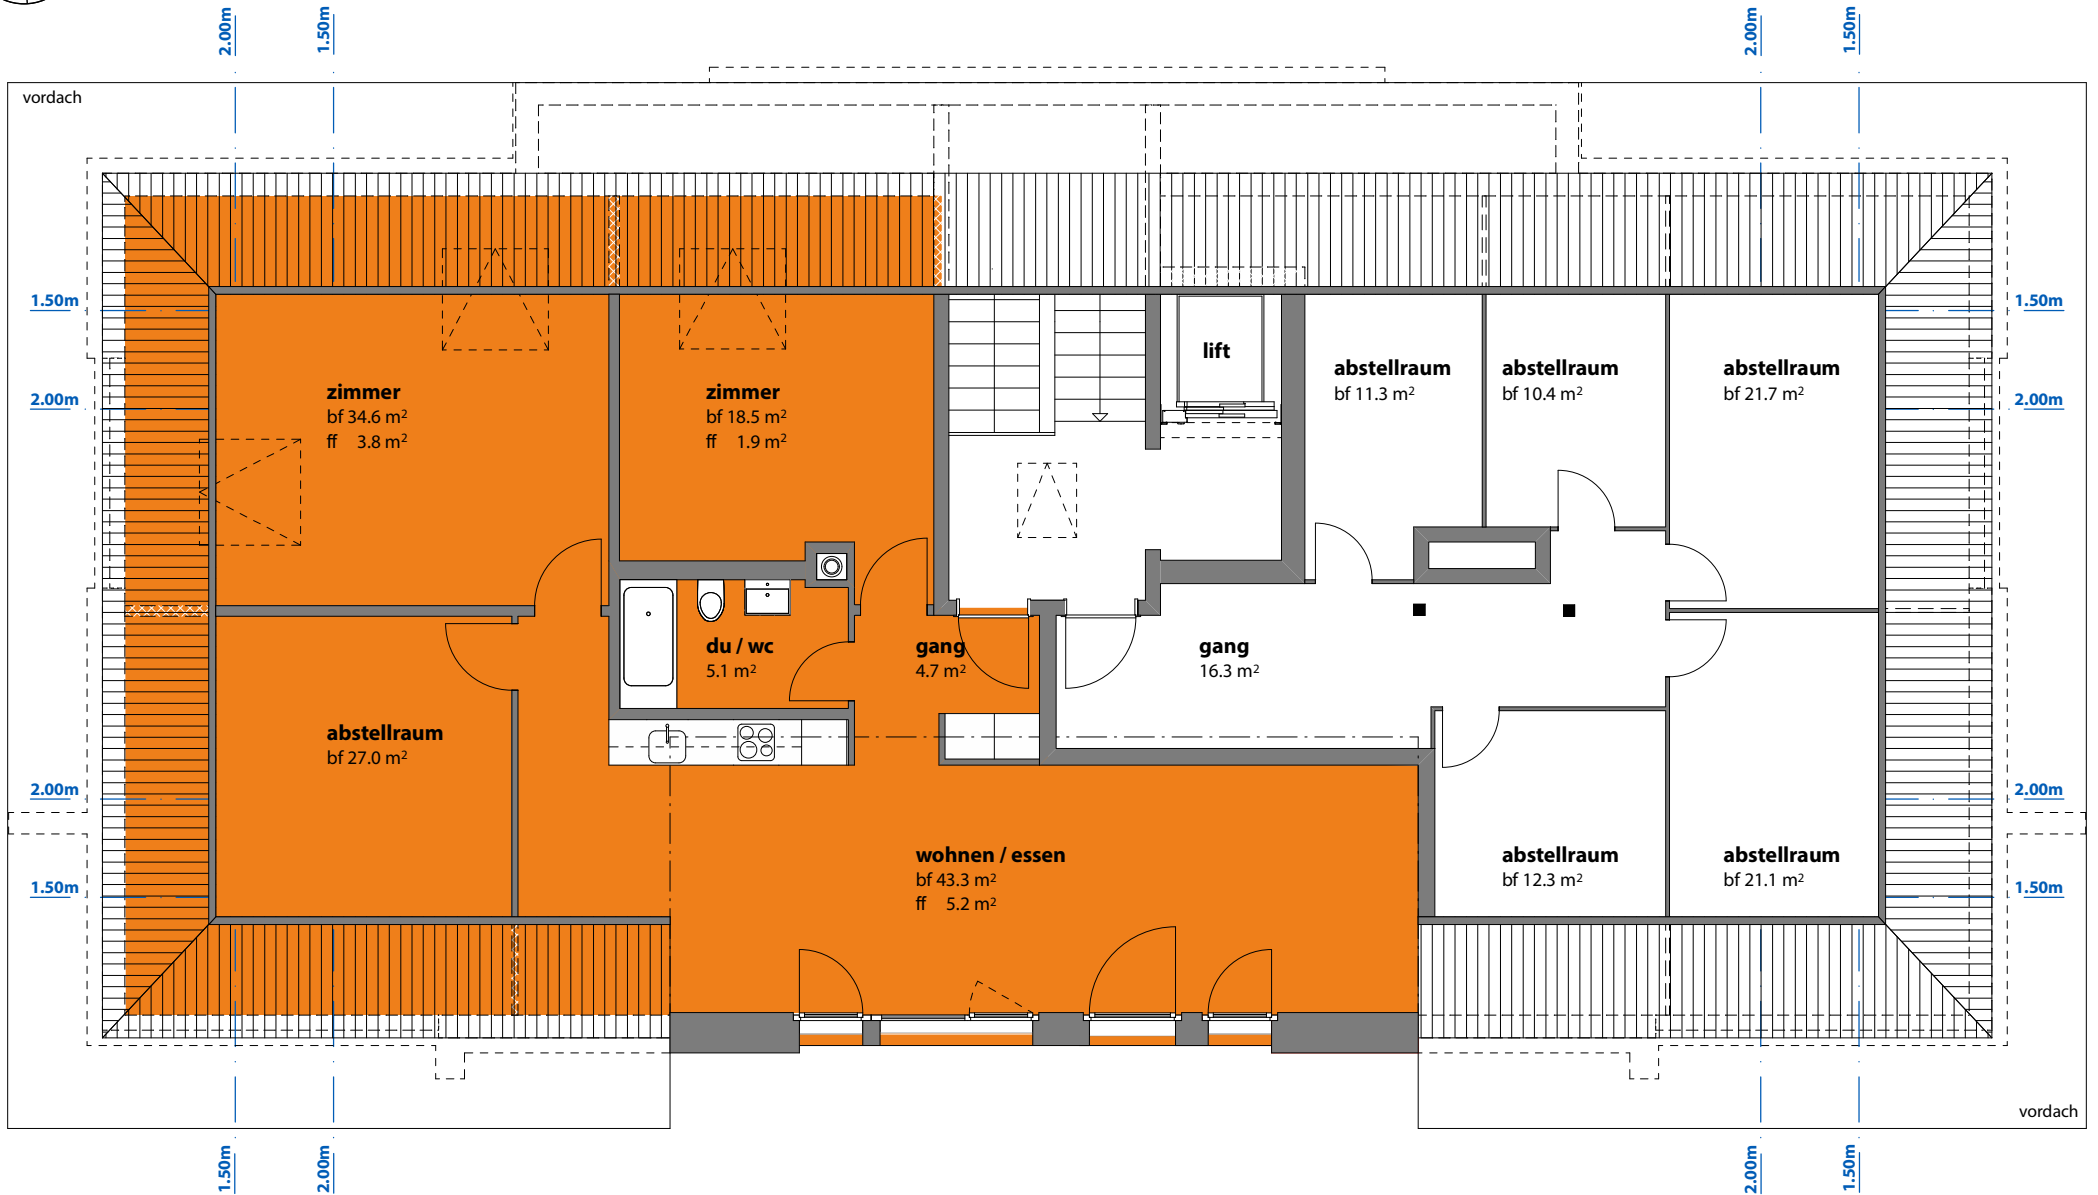 2.00m
1.50m
2.00m
1.50m
vordach
1.50m
1.50m
lift
abstellraum
bf 11.3 m²
abstellraum
bf 10.4 m²
abstellraum
bf 21.7 m²
zimmer
bf 34.6 m²
ff 3.8 m²
zimmer
bf 18.5 m²
ff 1.9 m²
2.00m
2.00m
du / wc
5.1 m²
gang
4.7 m²
gang
16.3 m²
abstellraum
bf 27.0 m²
2.00m
2.00m
wohnen / essen
bf 43.3 m²
ff 5.2 m²
abstellraum
bf 12.3 m²
abstellraum
bf 21.1 m²
1.50m
1.50m
vordach
1.50m
2.00m
2.00m
1.50m